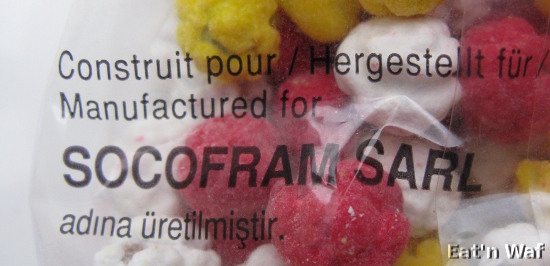 Construit pour / Hergestellt für /
Manufactured for
SOCOFRAM SARL
adına üretilmiştir.
Eat'n Waf